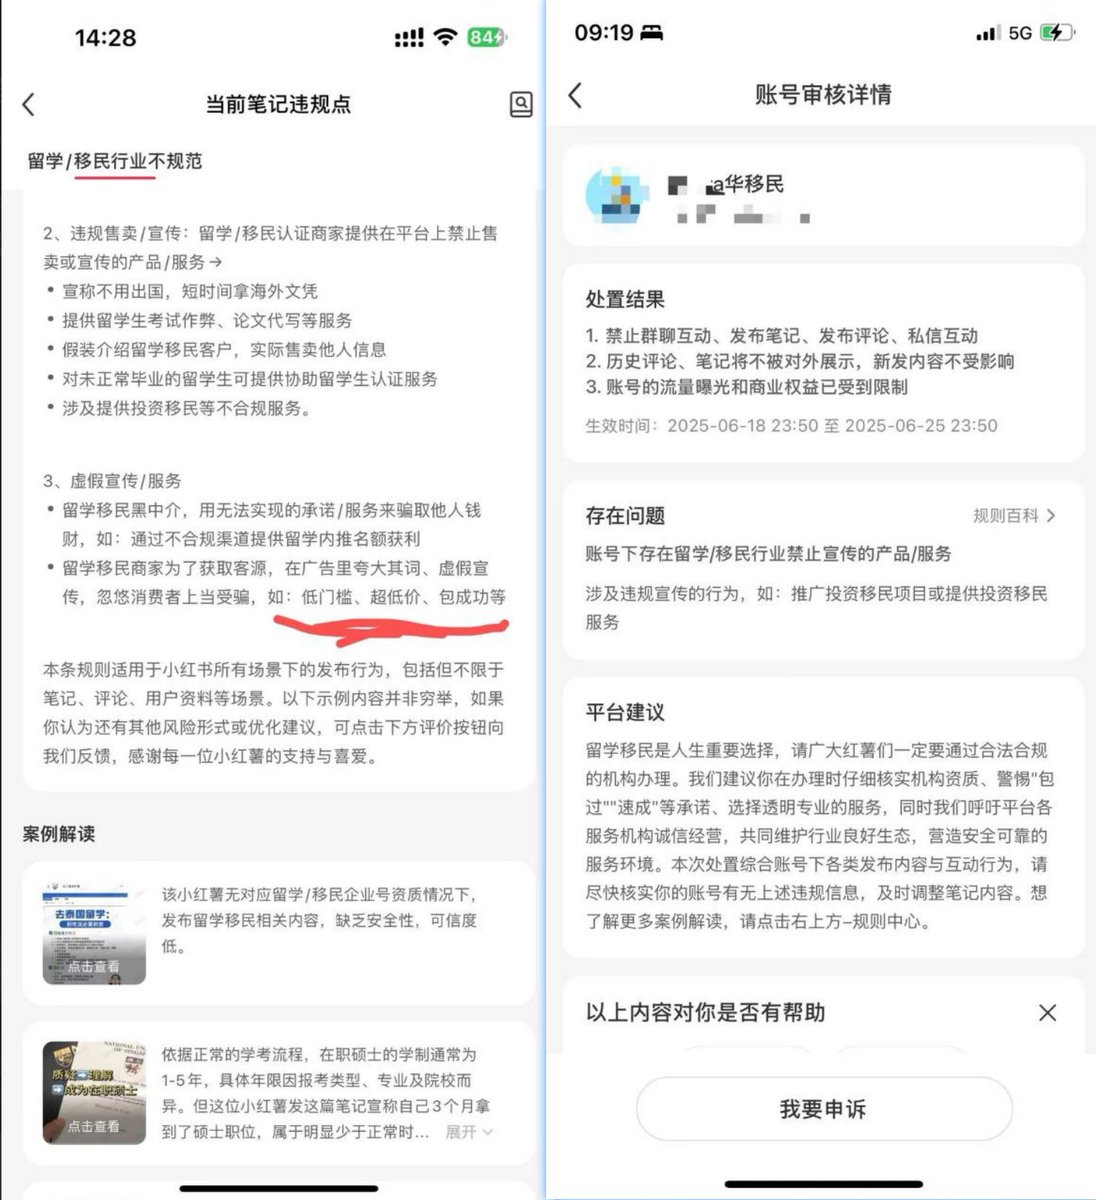 14:28
84
当前笔记违规点
留学/移民行业不规范
2、违规售卖/宣传：留学/移民认证商家提供在平台上禁止售
卖或宣传的产品/服务→
• 宣称不用出国，短时间拿海外文凭
• 提供留学生考试作弊、论文代写等服务
• 假装介绍留学移民客户，实际售卖他人信息
• 对未正常毕业的留学生可提供协助留学生认证服务
• 涉及提供投资移民等不合规服务。
3、虚假宣传/服务
• 留学移民黑中介，用无法实现的承诺/服务来骗取他人钱
财，如：通过不合规渠道提供留学内推名额获利
• 留学移民商家为了获取客源，在广告里夸大其词、虚假宣
传，忽悠消费者上当受骗，如：低门槛、超低价、包成功等
本条规则适用于小红书所有场景下的发布行为，包括但不限于
笔记、评论、用户资料等场景。以下示例内容并非穷举，如果
你认为还有其他风险形式或优化建议，可点击下方评价按钮向
我们反馈，感谢每一位小红薯的支持与喜爱。
案例解读
去泰国留学：
点击查看
该小红薯无对应留学/移民企业号资质情况下，
发布留学移民相关内容，缺乏安全性，可信度
低。
质疑➡理解
➡成为在职硕士
点击查看
依据正常的学考流程，在职硕士的学制通常为
1-5年，具体年限因报考类型、专业及院校而
异。但这位小红薯发这篇笔记宣称自己3个月拿
到了硕士职位，属于明显少于正常时... 展开
09:19
5G
账号审核详情
a华移民
处置结果
1. 禁止群聊互动、发布笔记、发布评论、私信互动
2. 历史评论、笔记将不被对外展示，新发内容不受影响
3. 账号的流量曝光和商业权益已受到限制
生效时间：2025-06-18 23:50 至 2025-06-25 23:50
存在问题
规则百科
账号下存在留学/移民行业禁止宣传的产品/服务
涉及违规宣传的行为，如：推广投资移民项目或提供投资移民
服务
平台建议
留学移民是人生重要选择，请广大红薯们一定要通过合法合规
的机构办理。我们建议你在办理时仔细核实机构资质、警惕"包
过""速成"等承诺、选择透明专业的服务，同时我们呼吁平台各
服务机构诚信经营，共同维护行业良好生态，营造安全可靠的
服务环境。本次处置综合账号下各类发布内容与互动行为，请
尽快核实你的账号有无上述违规信息，及时调整笔记内容。想
了解更多案例解读，请点击右上方-规则中心。
以上内容对你是否有帮助
我要申诉